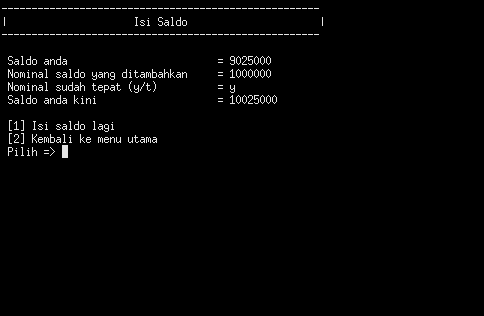 -----------------------------------------------------
|                     Isi Saldo                      |
-----------------------------------------------------
Saldo anda                         = 9025000
Nominal saldo yang ditambahkan     = 1000000
Nominal sudah tepat (y/t)          = y
Saldo anda kini                    = 10025000
[1] Isi saldo lagi
[2] Kembali ke menu utama
Pilih =>